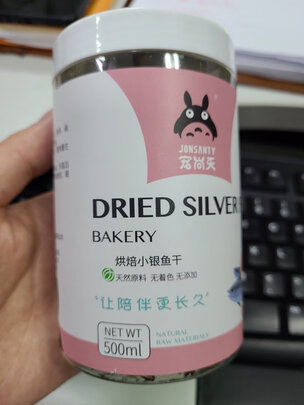 JONSANTY
宠尚天
DRIED SILVER
BAKERY
烘焙小银鱼干
天然原料 无着色 无添加
“让陪伴更长久”
NET WT
500ml
NATURAL
RAW MATERIALS